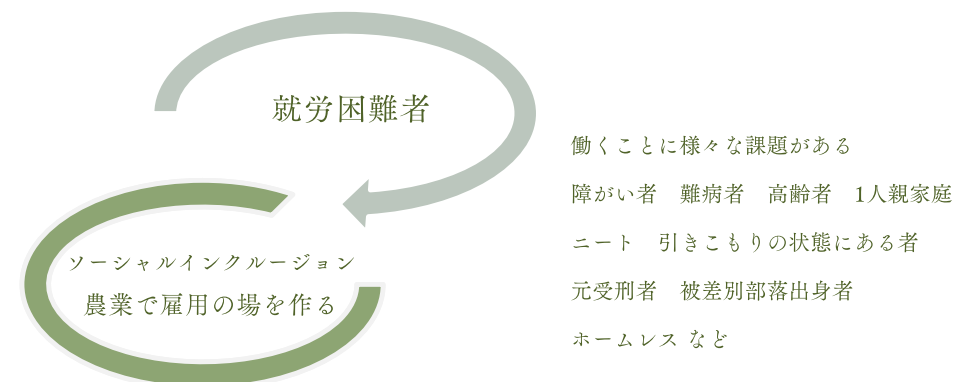 就労困難者
ソーシャルインクルージョン
農業で雇用の場を作る
働くことに様々な課題がある
障がい者　難病者　高齢者　1人親家庭
ニート　引きこもりの状態にある者
元受刑者　被差別部落出身者
ホームレス など